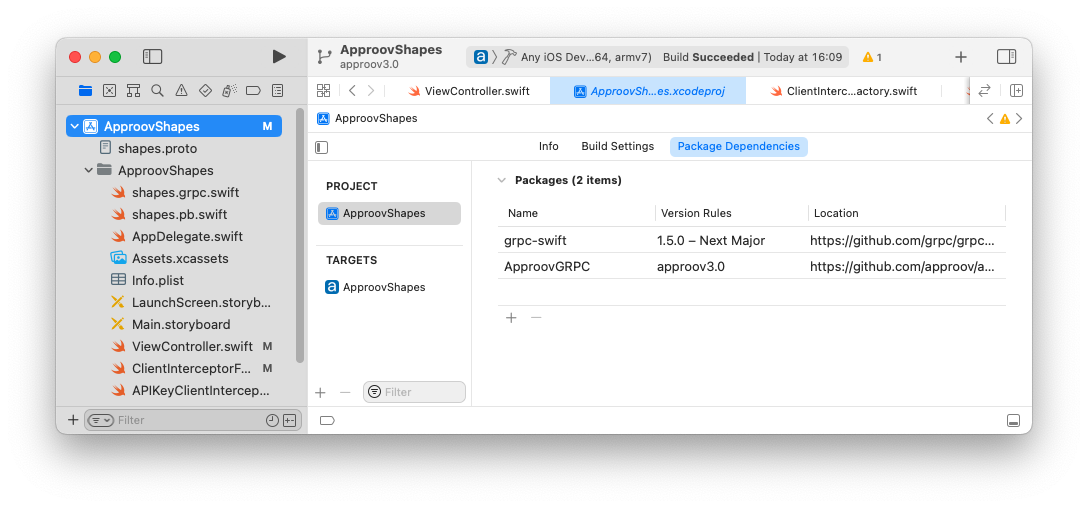 ApproovShapes
approov3.0
a Any iOS Dev...64, armv7) Build Succeeded | Today at 16:09 1
ViewController.swift ApproovSh...es.xcodeproj ClientInterc...actory.swift
ApproovShapes M
shapes.proto
ApproovShapes
shapes.grpc.swift
shapes.pb.swift
AppDelegate.swift
Assets.xcassets
Info.plist
LaunchScreen.storyb...
Main.storyboard
ViewController.swift M
ClientInterceptorF... M
APIKeyClientIntercep...
Filter
ApproovShapes
Info Build Settings Package Dependencies
PROJECT
ApproovShapes
TARGETS
a ApproovShapes
Filter
Packages (2 items)
Name Version Rules Location
grpc-swift 1.5.0 – Next Major https://github.com/grpc/grpc...
ApproovGRPC approov3.0 https://github.com/approov/a...